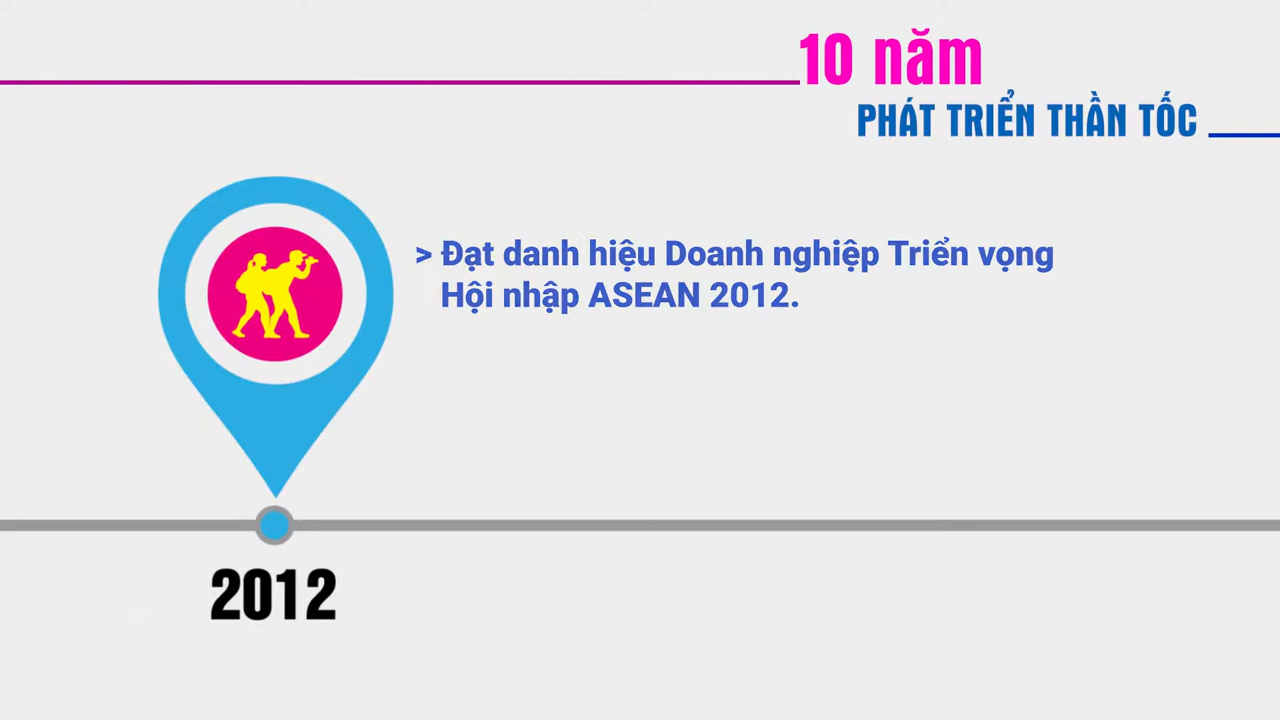 10 năm
PHÁT TRIỂN THẦN TỐC
> Đạt danh hiệu Doanh nghiệp Triển vọng
Hội nhập ASEAN 2012.
2012